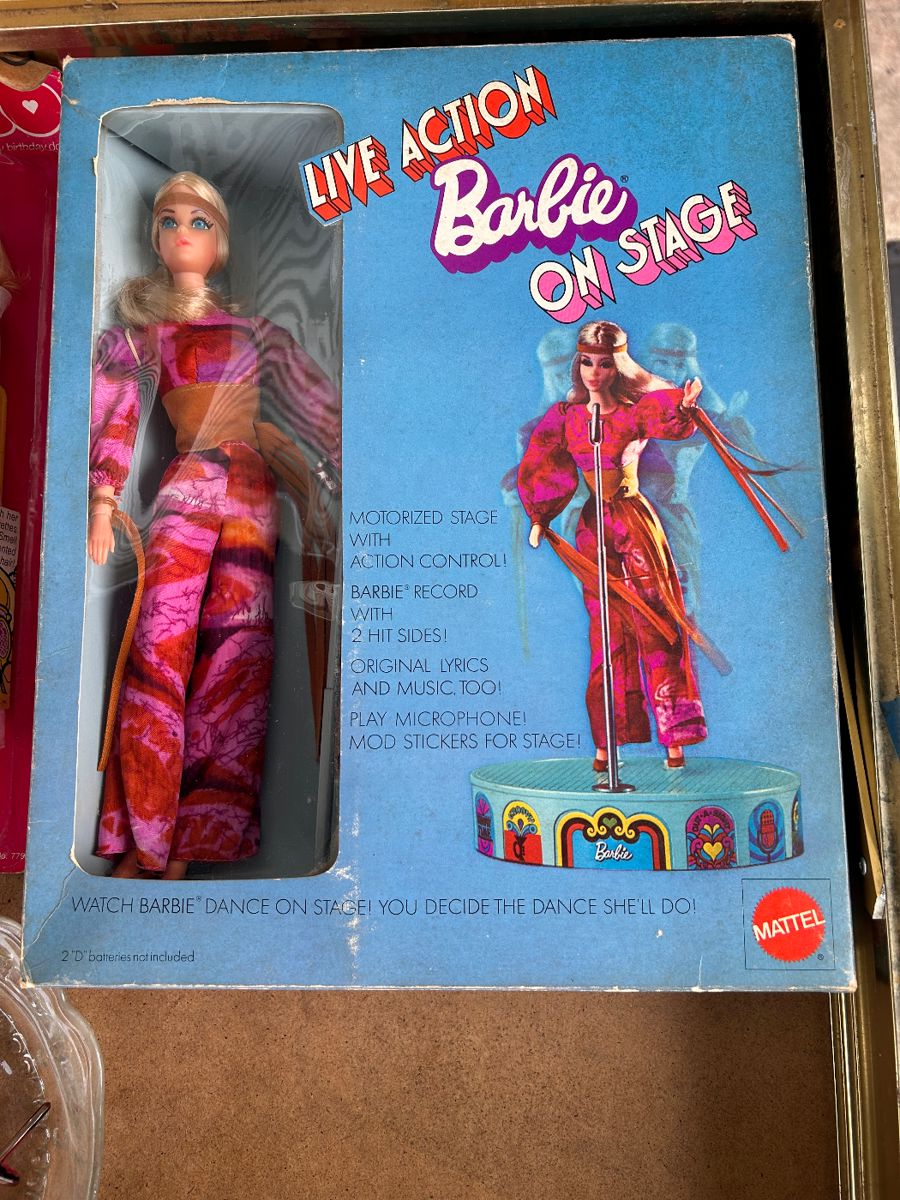 LIVE ACTION
Barbie®
ON STAGE
MOTORIZED STAGE
WITH
ACTION CONTROL!
BARBIE® RECORD
WITH
2 HIT SIDES!
ORIGINAL LYRICS
AND MUSIC, TOO!
PLAY MICROPHONE!
MOD STICKERS FOR STAGE!
Barbie
WATCH BARBIE® DANCE ON STAGE! YOU DECIDE THE DANCE SHE'LL DO!
2 "D" batteries not included
MATTEL
®
birthday